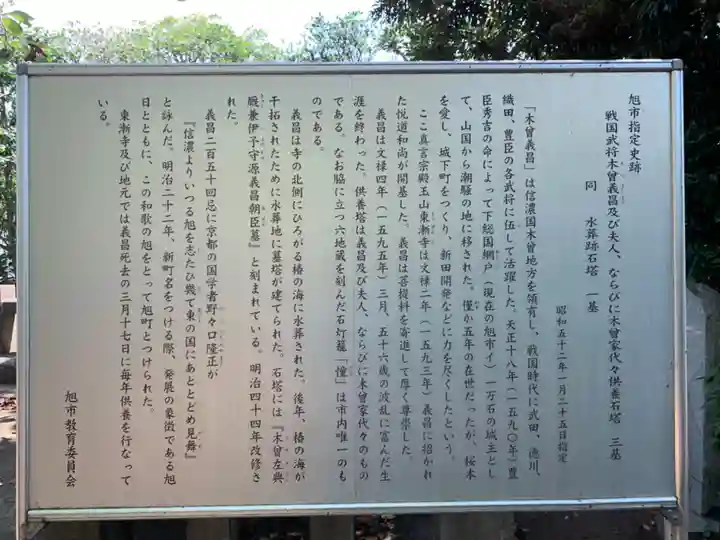 旭市指定史跡
戦国武将木曾義昌及び夫人、ならびに木曾家代々供養石塔　三基
同　水葬跡石塔　一基
昭和五十二年一月二十五日指定
「木曾義昌」は信濃国木曾地方を領有し、戦国時代に武田、徳川、
織田、豊臣の各武将に伍して活躍した。天正十八年（一五九〇年）豊
臣秀吉の命によって下総国網戸（現在の旭市イ）一万石の城主とし
て、山国から潮騒の地に移された。僅か五年の在世だったが、桜木
を愛し、城下町をつくり、新田開発などに力を尽くしたという。
ここ真言宗殿玉山東漸寺は文様二年（一五九三年）義昌に招かれ
た悦道和尚が開基した。義昌は菩提料を寄進して厚く尊崇した。
義昌は文様四年（一五九五年）三月、五十六歳の波乱に富んだ生
涯を終わった。供養塔は義昌及び夫人、ならびに木曾家代々のもの
である。なお脇に立つ六地蔵を刻んだ石灯籠「憧」は市内唯一のも
のである。
義昌は寺の北側にひろがる椿の海に水葬された。後年、椿の海が
干拓されたために水葬地に墓塔が建てられた。石塔には『木曾左典
厩兼伊予守源義昌朝臣墓』と刻まれている。明治四十四年改修さ
れた。
義昌二百五十回忌に京都の国学者野々口隆正が
『信濃よりいつる旭を志たひ幾て東の国にあととどめ見舞』
と詠んだ。明治二十二年、新町名をつける際、発展の象徴である旭
日とともに、この和歌の旭をとって旭町とつけられた。
東漸寺及び地元では義昌死去の三月十七日に毎年供養を行なって
いる。
旭市教育委員会